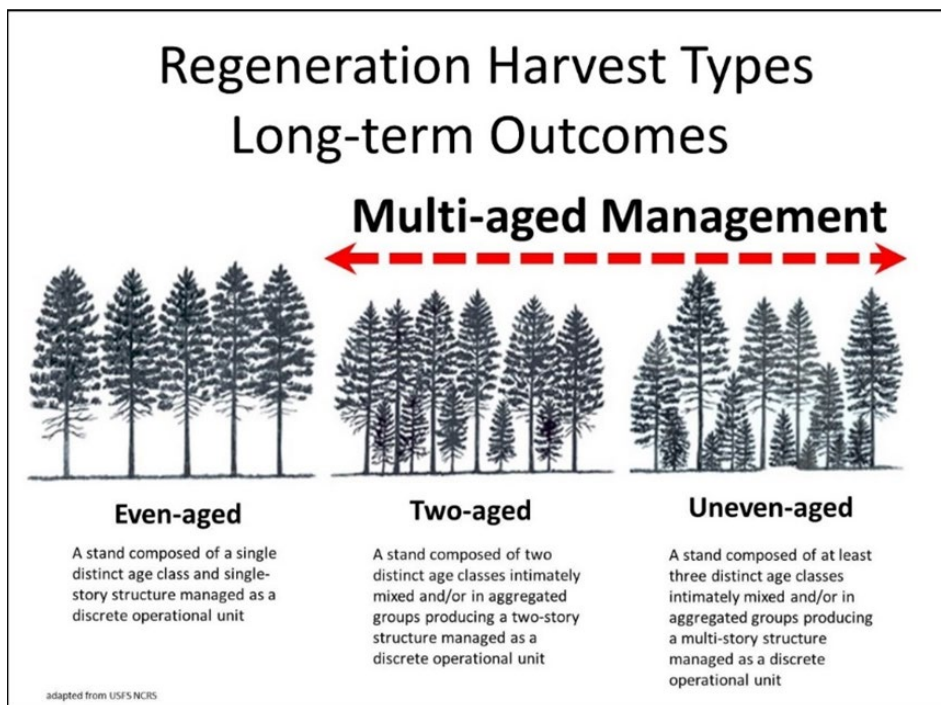 Regeneration Harvest Types
Long-term Outcomes
Multi-aged Management
Even-aged
A stand composed of a single
distinct age class and single-
story structure managed as a
discrete operational unit
Two-aged
A stand composed of two
distinct age classes intimately
mixed and/or in aggregated
groups producing a two-story
structure managed as a
discrete operational unit
Uneven-aged
A stand composed of at least
three distinct age classes
intimately mixed and/or in
aggregated groups producing
a multi-story structure
managed as a discrete
operational unit
adapted from USFS NCRS